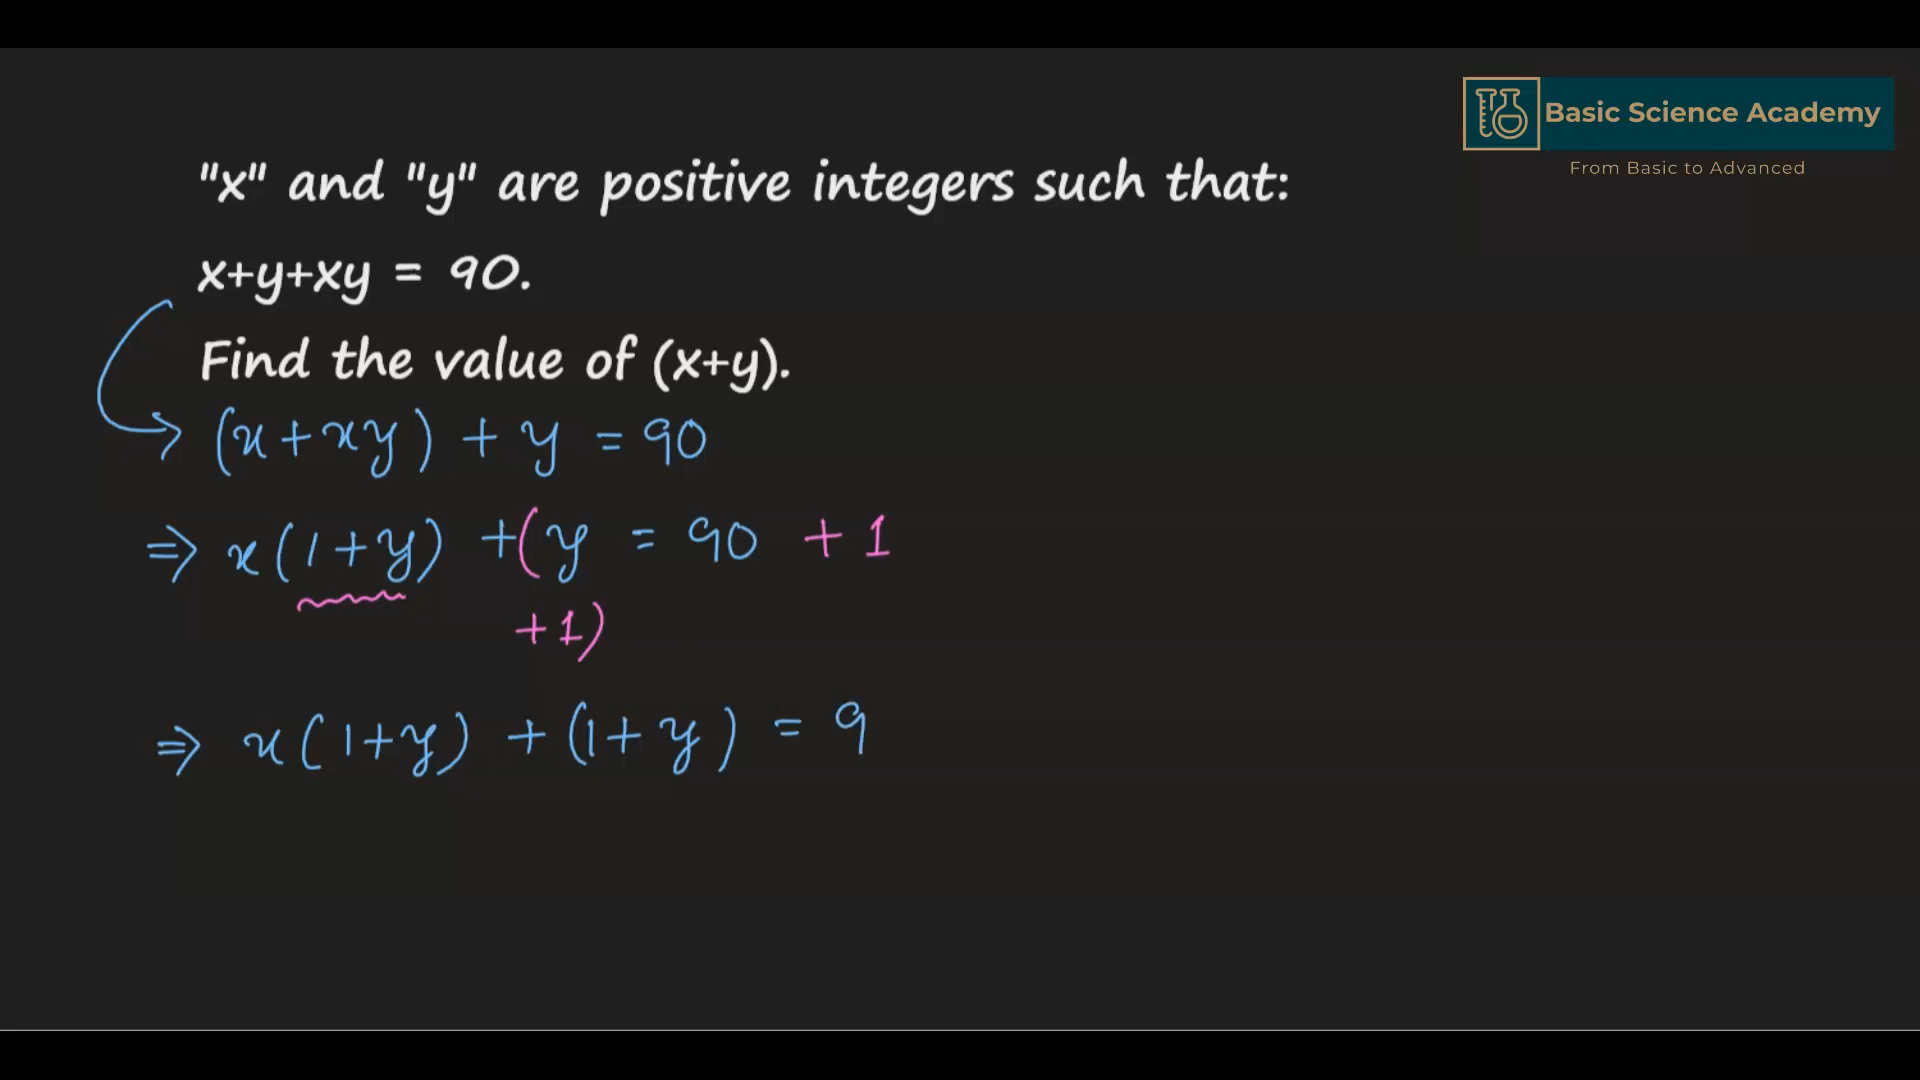 Basic Science Academy
From Basic to Advanced
"x" and "y" are positive integers such that:
x+y+xy = 90.
Find the value of (x+y).
(x+xy) + y = 90
⇒ x(1+y) +(y = 90 + 1
+1)
⇒ x(1+y) + (1+y) = 9